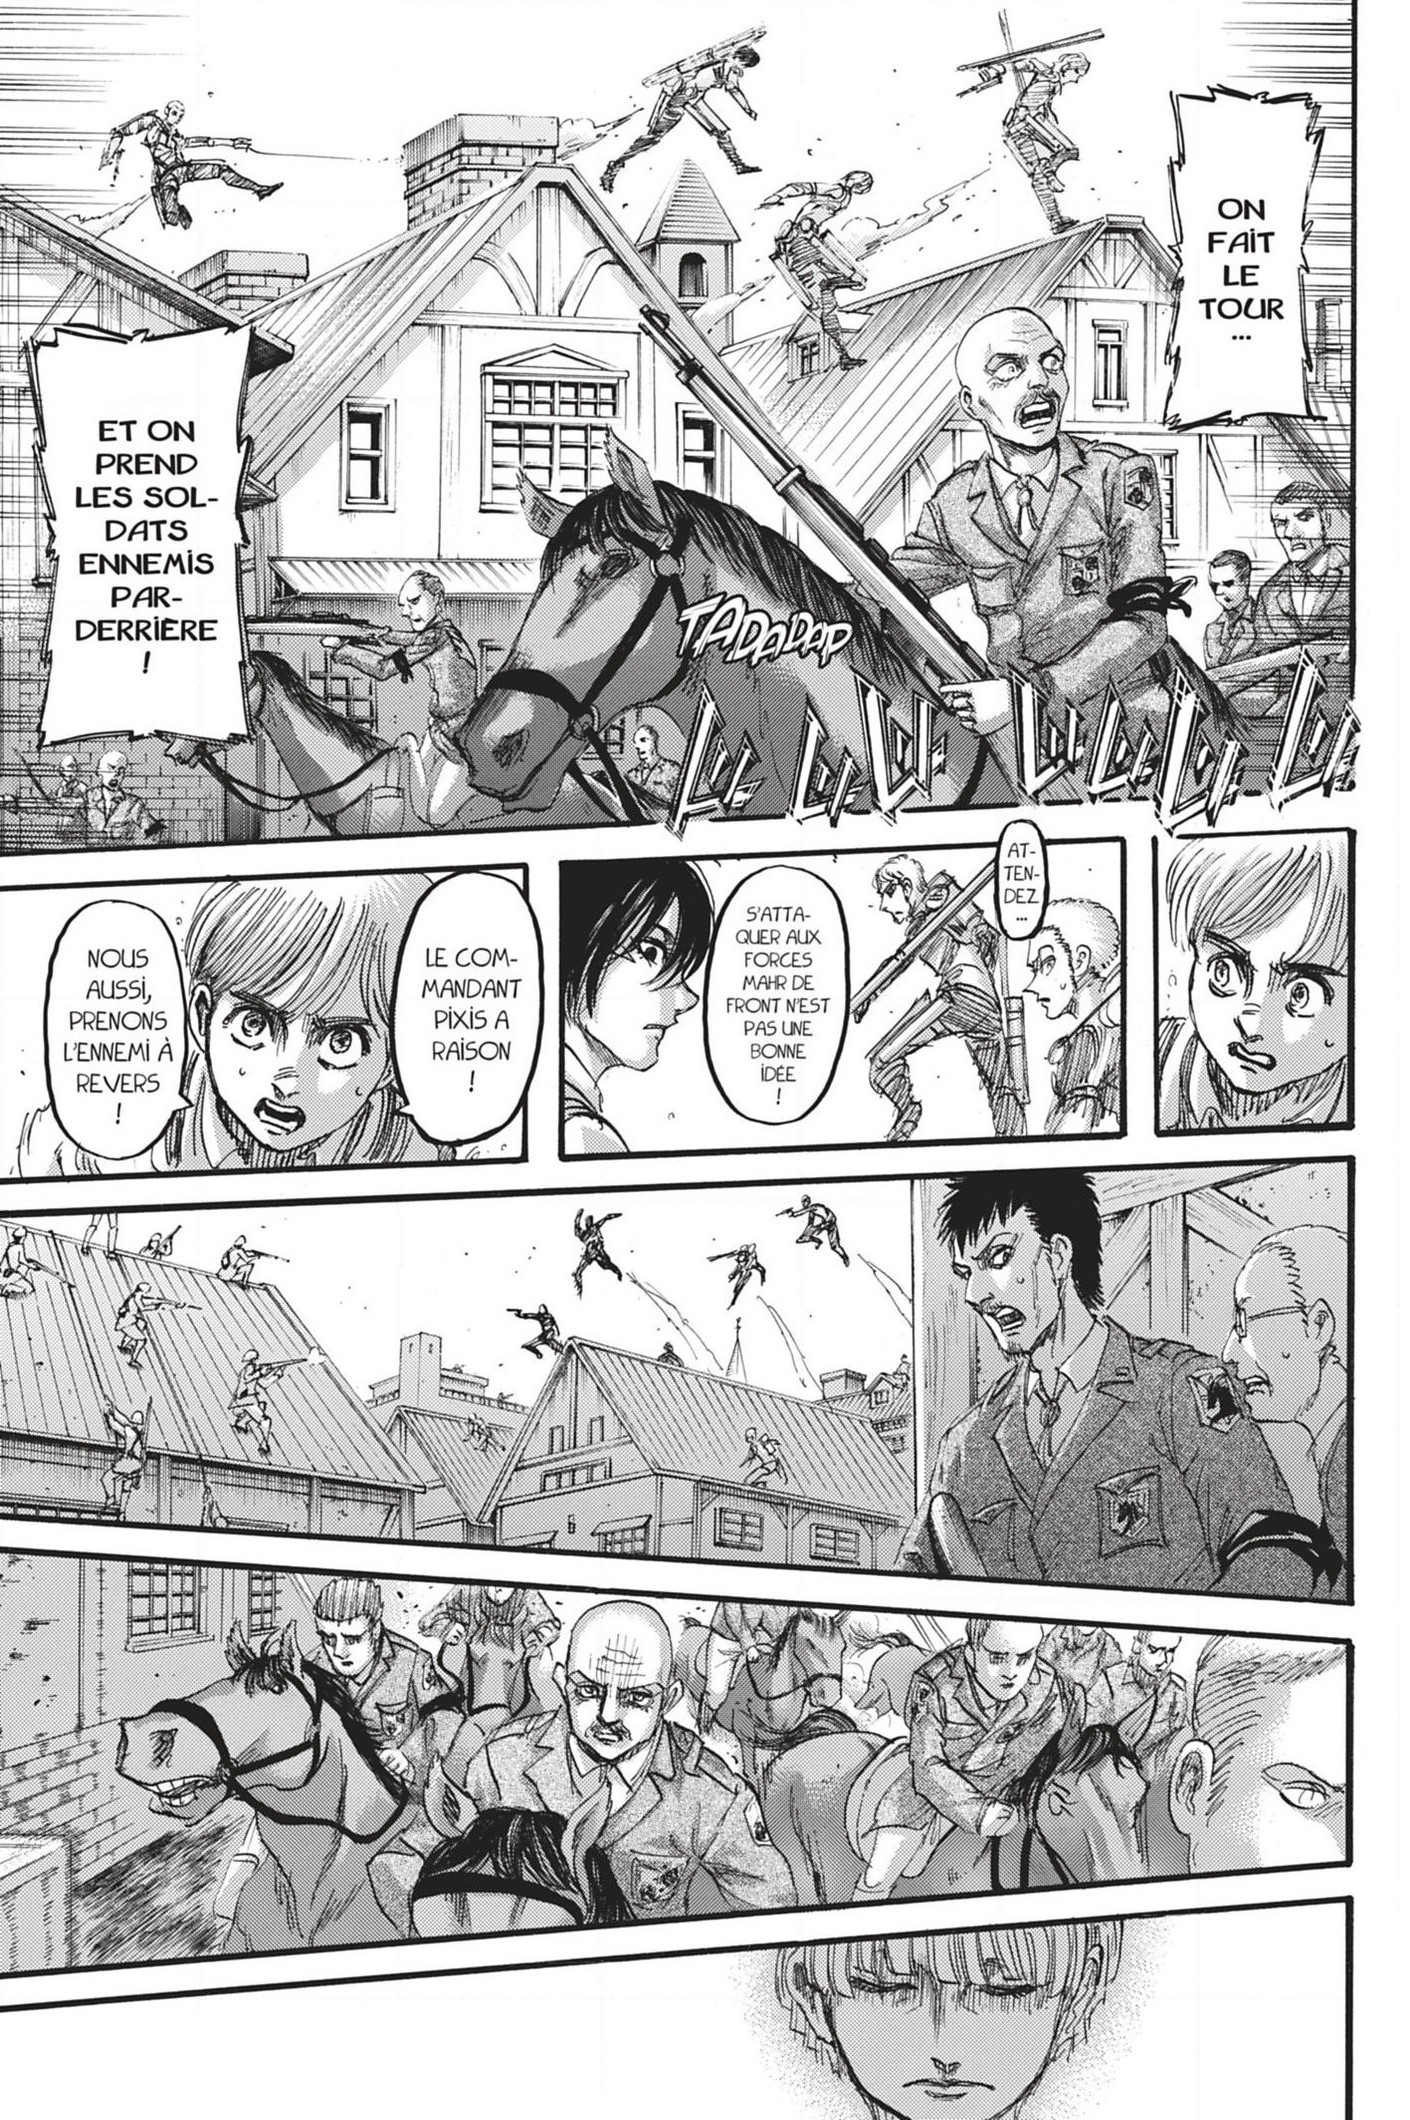 ON
FAIT
LE
TOUR
...
ET ON
PREND
LES SOL-
DATS
ENNEMIS
PAR-
DERRIÈRE
!
TADADAP
AT-
TEN-
DEZ
...
S'ATTA-
QUER AUX
FORCES
MAHR DE
FRONT N'EST
PAS UNE
BONNE
IDÉE
!
LE COM-
MANDANT
PIXIS A
RAISON
!
NOUS
AUSSI,
PRENONS
L'ENNEMI À
REVERS
!